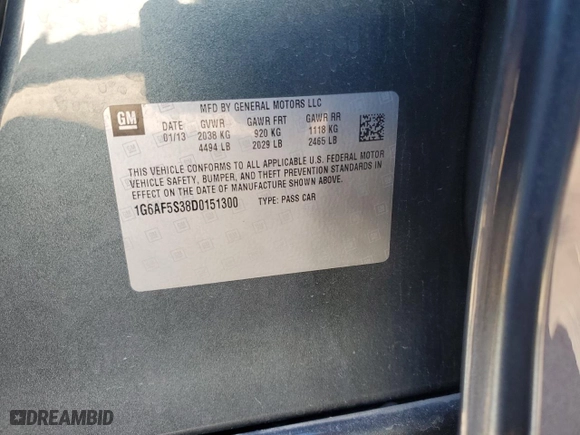 GM
MFD BY GENERAL MOTORS LLC
DATE GVWR GAWR FRT GAWR RR
01/13 2038 KG 920 KG 1118 KG
4494 LB 2029 LB 2465 LB
THIS VEHICLE CONFORMS TO ALL APPLICABLE U.S. FEDERAL MOTOR
VEHICLE SAFETY, BUMPER, AND THEFT PREVENTION STANDARDS IN
EFFECT ON THE DATE OF MANUFACTURE SHOWN ABOVE.
1G6AF5S38D0151300 TYPE: PASS CAR
DREAMBID